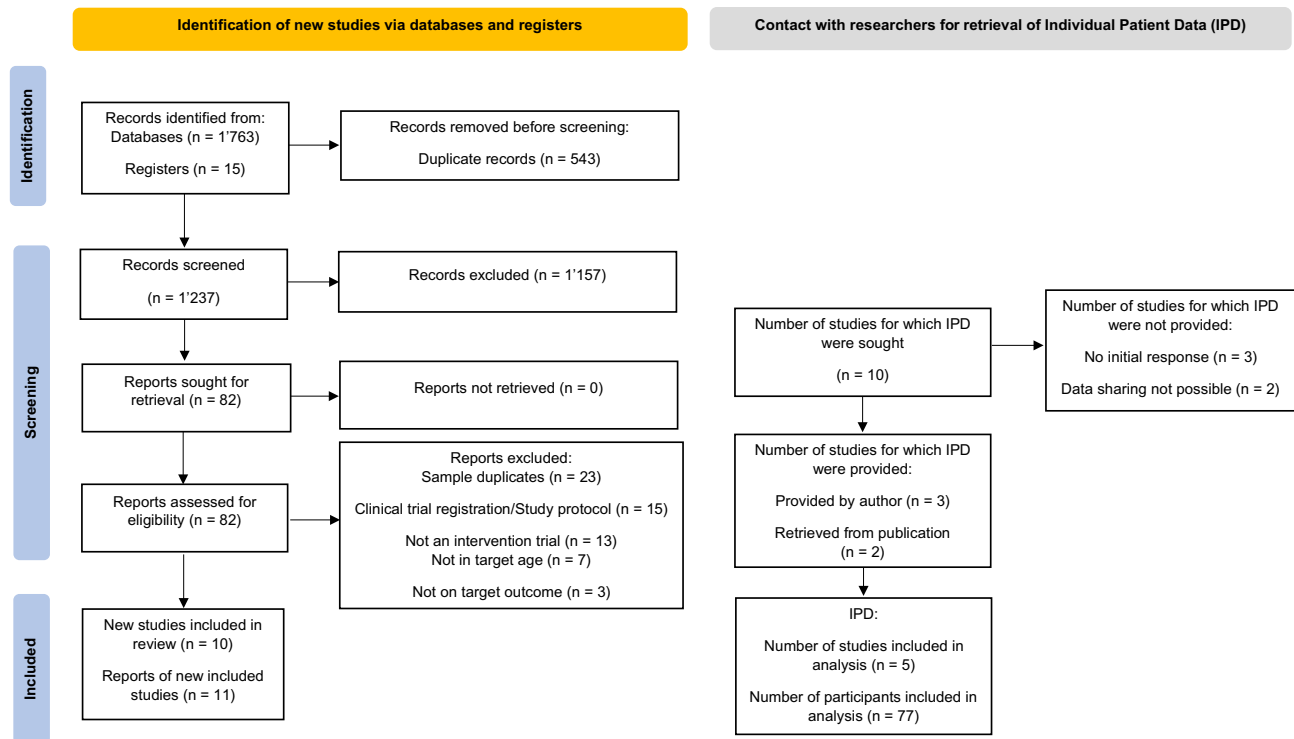 Identification of new studies via databases and registers
Contact with researchers for retrieval of Individual Patient Data (IPD)
Identification
Records identified from:
Databases (n = 1'763)
Registers (n = 15)
Records removed before screening:
Duplicate records (n = 543)
Screening
Records screened
(n = 1'237)
Records excluded (n = 1'157)
Reports sought for
retrieval (n = 82)
Reports not retrieved (n = 0)
Reports assessed for
eligibility (n = 82)
Reports excluded:
Sample duplicates (n = 23)
Clinical trial registration/Study protocol (n = 15)
Not an intervention trial (n = 13)
Not in target age (n = 7)
Not on target outcome (n = 3)
Included
New studies included in
review (n = 10)
Reports of new included
studies (n = 11)
Number of studies for which IPD
were sought
(n = 10)
Number of studies for which IPD
were not provided:
No initial response (n = 3)
Data sharing not possible (n = 2)
Number of studies for which IPD
were provided:
Provided by author (n = 3)
Retrieved from publication
(n = 2)
IPD:
Number of studies included in
analysis (n = 5)
Number of participants included in
analysis (n = 77)